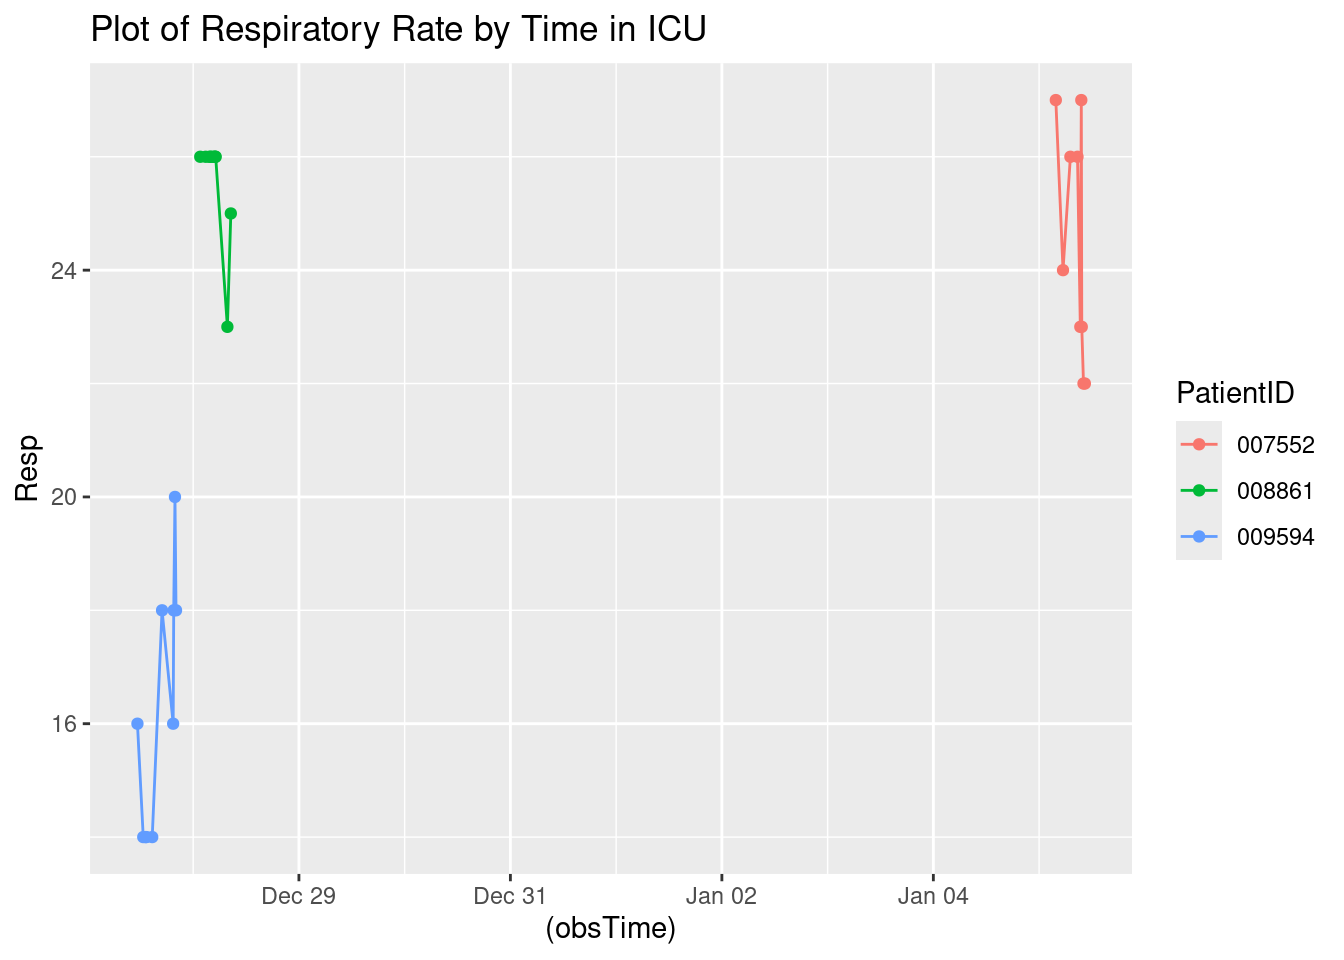 Plot of Respiratory Rate by Time in ICU
24
20
16
Resp
Dec 29 Dec 31 Jan 02 Jan 04
(obsTime)
PatientID
007552
008861
009594